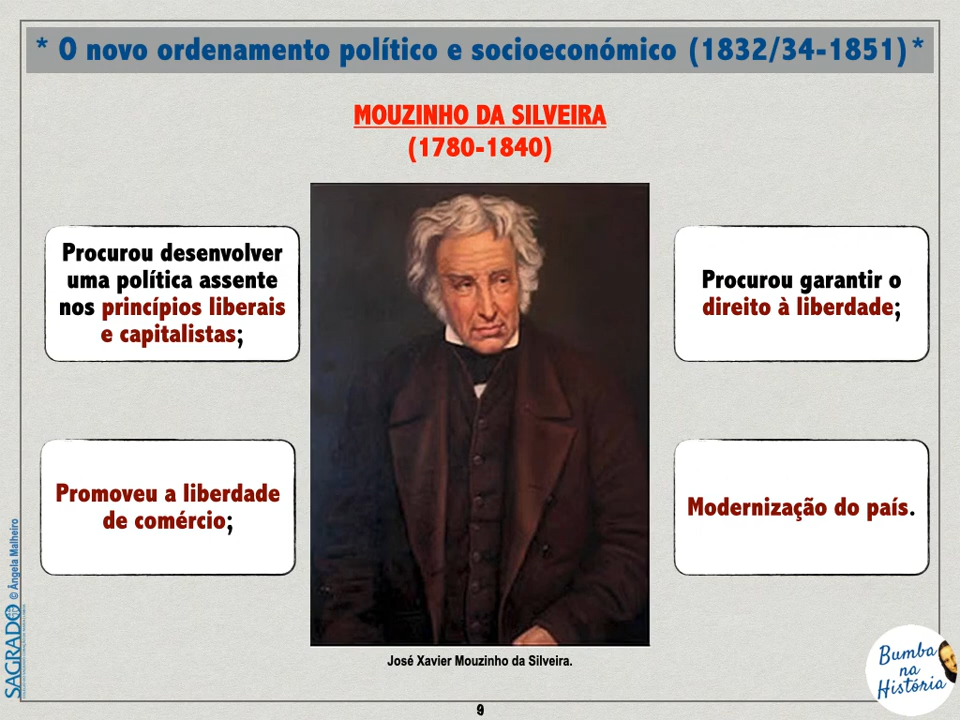 * O novo ordenamento político e socioeconómico (1832/34-1851)*
MOUZINHO DA SILVEIRA
(1780-1840)
Procurou desenvolver
uma política assente
nos princípios liberais
e capitalistas;
Procurou garantir o
direito à liberdade;
Promoveu a liberdade
de comércio;
Modernização do país.
José Xavier Mouzinho da Silveira.
SAGRADO
© Ângela Malheiro
Bumba
na
História
9